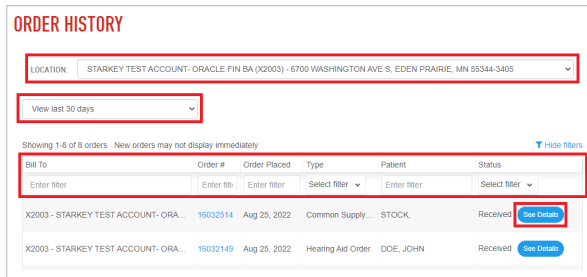 ORDER HISTORY
LOCATION: STARKEY TEST ACCOUNT- ORACLE FIN BA (X2003) - 6700 WASHINGTON AVE S, EDEN PRAIRIE, MN 55344-3405
View last 30 days
Showing 1-8 of 8 orders New orders may not display immediately Hide filters
Bill To Order # Order Placed Type Patient Status
Enter filter Enter filt Enter filter Select filter Enter filter Select filter
X2003 - STARKEY TEST ACCOUNT- ORA... 16032514 Aug 25, 2022 Common Supply... STOCK, Received See Details
X2003 - STARKEY TEST ACCOUNT- ORA... 16032149 Aug 25, 2022 Hearing Aid Order DOE, JOHN Received See Details